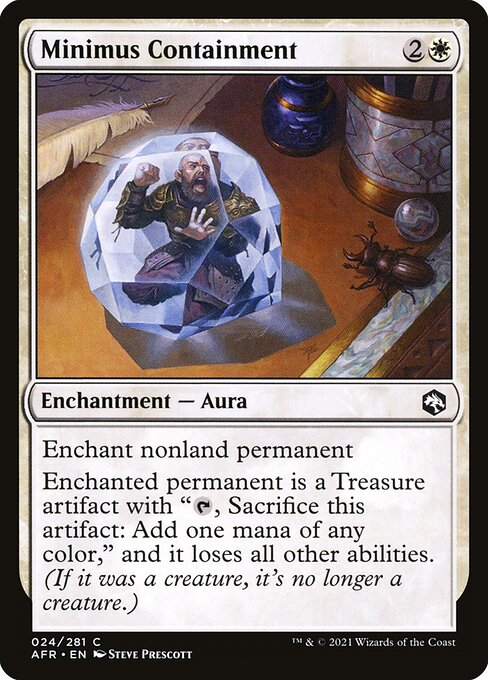 Minimus Containment 2
Enchantment — Aura
Enchant nonland permanent
Enchanted permanent is a Treasure
artifact with “, Sacrifice this
artifact: Add one mana of any
color,” and it loses all other abilities.
(If it was a creature, it’s no longer a
creature.)
024/281 C
AFR • EN Steve Prescott
™ & © 2021 Wizards of the Coast